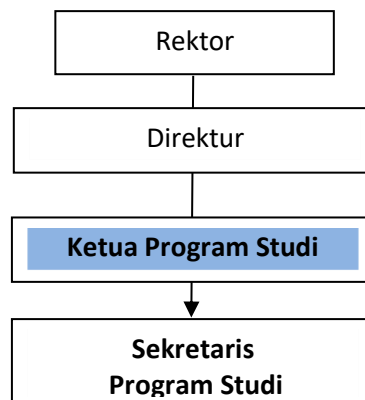 Rektor
Direktur
Ketua Program Studi
Sekretaris
Program Studi